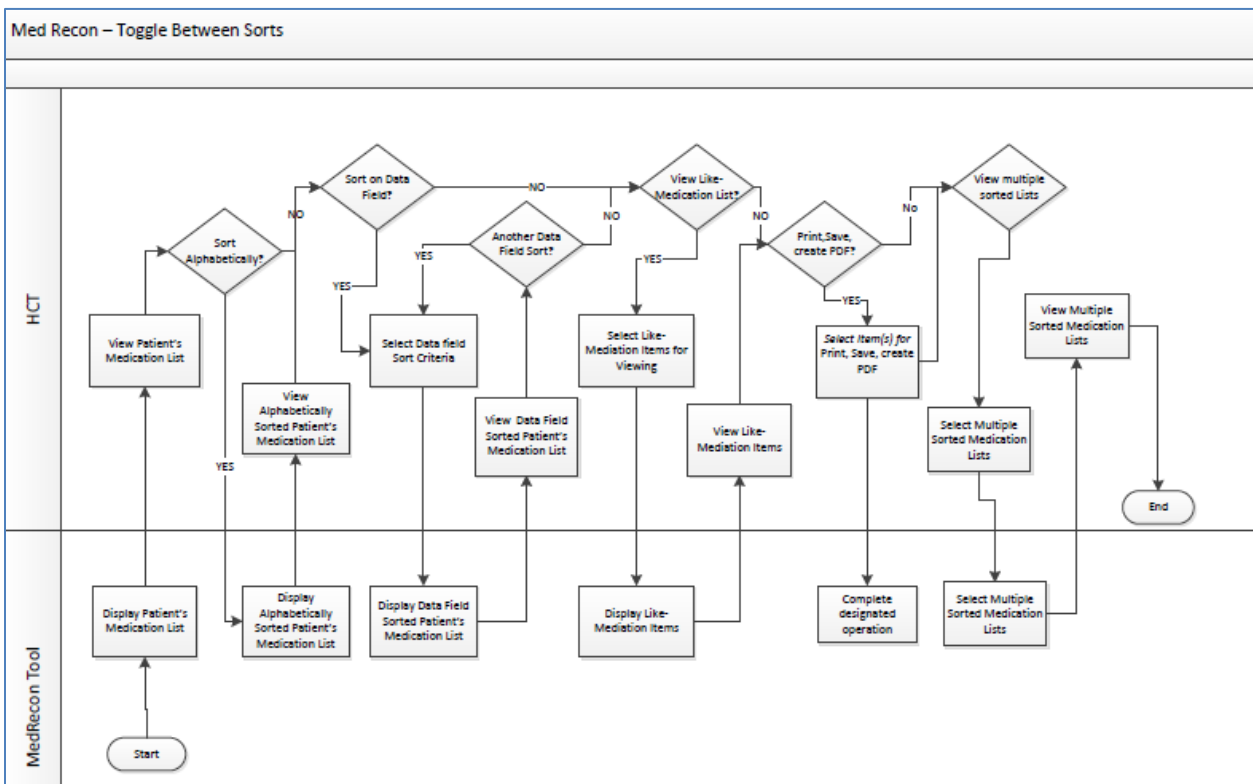 Med Recon – Toggle Between Sorts
HCT
Sort on Data
Field?
NO
View Like-
Medication List?
View multiple
sorted Lists
NO
Sort
Alphabetically?
Another Data
Field Sort?
NO
NO
Print,Save,
create PDF?
No
YES
YES
YES
YES
View Patient's
Medication List
Select Data field
Sort Criteria
Select Like-
Mediation Items for
Viewing
Select Item(s) for
Print, Save, create
PDF
View Multiple
Sorted Medication
Lists
View
Alphabetically
Sorted Patient's
Medication List
View Data Field
Sorted Patient's
Medication List
View Like-
Mediation Items
Select Multiple
Sorted Medication
Lists
YES
End
MedRecon Tool
Display Patient's
Medication List
Display
Alphabetically
Sorted Patient's
Medication List
Display Data Field
Sorted Patient's
Medication List
Display Like-
Mediation Items
Complete
designated
operation
Select Multiple
Sorted Medication
Lists
Start